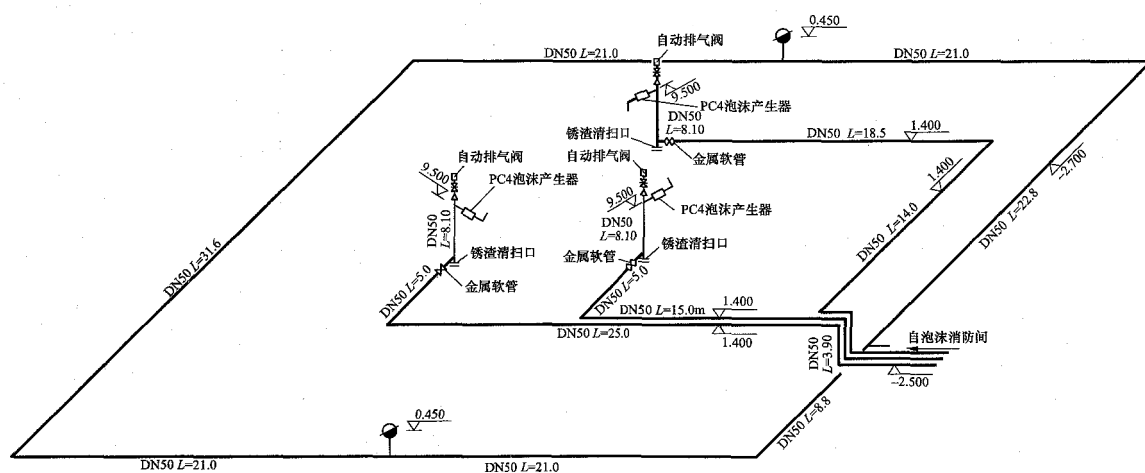 0.450
自动排气阀
DN50 L=21.0
DN50 L=21.0
9.500
PC4泡沫产生器
DN50
L=8.10
锈渣清扫口
DN50 L=18.5
1.400
金属软管
自动排气阀
自动排气阀
9.500
PC4泡沫产生器
9.500
PC4泡沫产生器
1.400
-2.700
DN50
L=8.10
DN50
L=8.10
DN50 L=14.0
DN50 L=22.8
锈渣清扫口
锈渣清扫口
金属软管
金属软管
DN50 L=31.6
DN50 L=5.0
DN50 L=5.0
DN50 L=15.0m
1.400
DN50 L=25.0
1.400
自泡沫消防间
DN50
L=3.90
-2.500
DN50 L=8.8
0.450
DN50 L=21.0
DN50 L=21.0